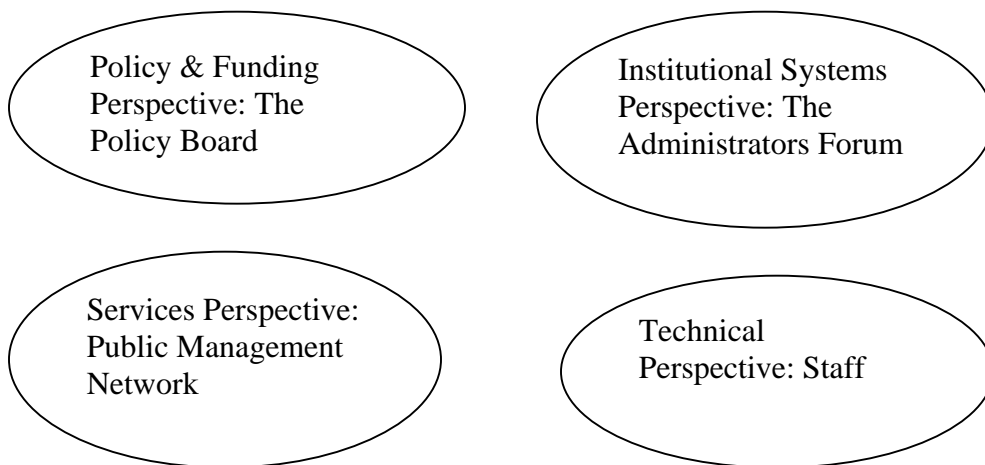 Policy & Funding
Perspective: The
Policy Board
Institutional Systems
Perspective: The
Administrators Forum
Services Perspective:
Public Management
Network
Technical
Perspective: Staff